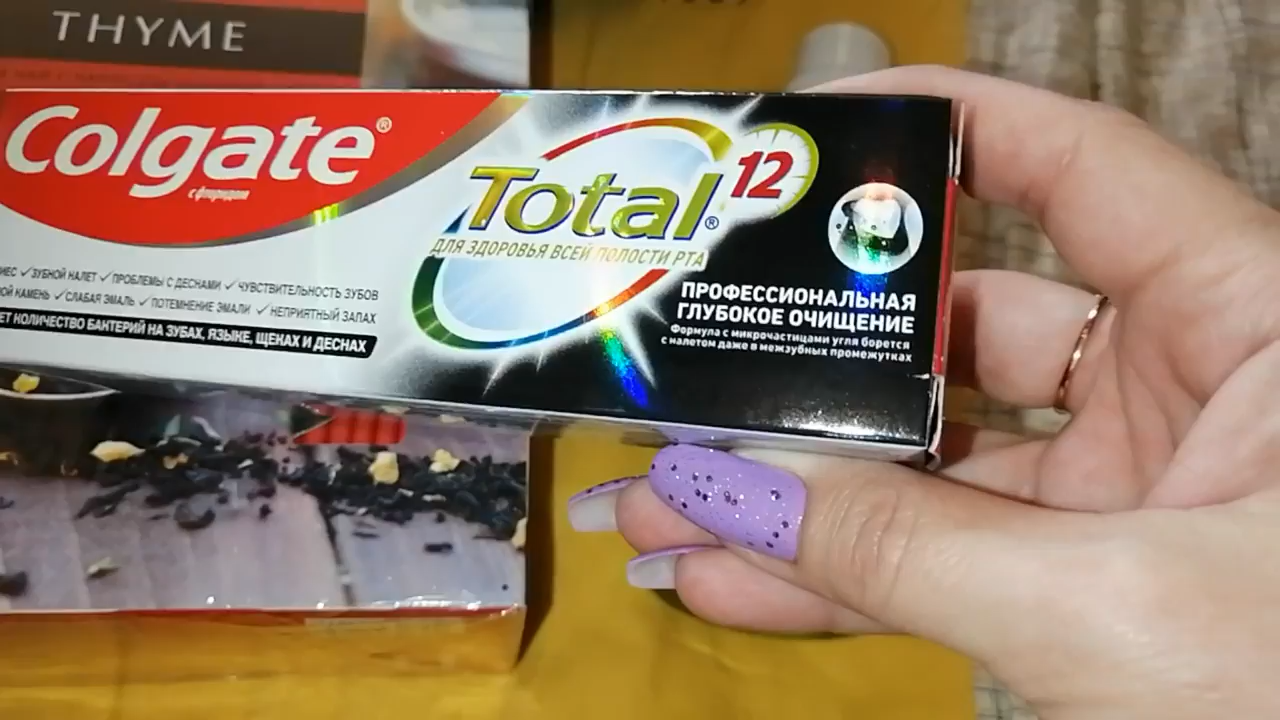 THYME
Colgate®
с фторидом
Total® 12
ДЛЯ ЗДОРОВЬЯ ВСЕЙ ПОЛОСТИ РТА
✓ЗУБНОЙ НАЛЕТ ✓ПРОБЛЕМЫ С ДЕСНАМИ ✓ЧУВСТВИТЕЛЬНОСТЬ ЗУБОВ
КАМЕНЬ ✓СЛАБАЯ ЭМАЛЬ ✓ПОТЕМНЕНИЕ ЭМАЛИ ✓НЕПРИЯТНЫЙ ЗАПАХ
КОЛИЧЕСТВО БАКТЕРИЙ НА ЗУБАХ, ЯЗЫКЕ, ЩЕКАХ И ДЕСНАХ
ПРОФЕССИОНАЛЬНАЯ
ГЛУБОКОЕ ОЧИЩЕНИЕ
Формула с микрочастицами угля борется
с налетом даже в межзубных промежутках